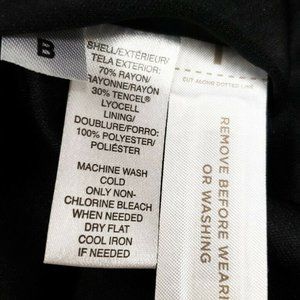 B
SHELL/EXTÉRIEUR/
TELA EXTERIOR:
70% RAYON/
RAYONNE/RAYÓN
30% TENCEL®
LYOCELL
LINING/
DOUBLURE/FORRO:
100% POLYESTER/
POLIÉSTER
MACHINE WASH
COLD
ONLY NON-
CHLORINE BLEACH
WHEN NEEDED
DRY FLAT
COOL IRON
IF NEEDED
CUT ALONG DOTTED LINE
REMOVE BEFORE WEARI
OR WASHING